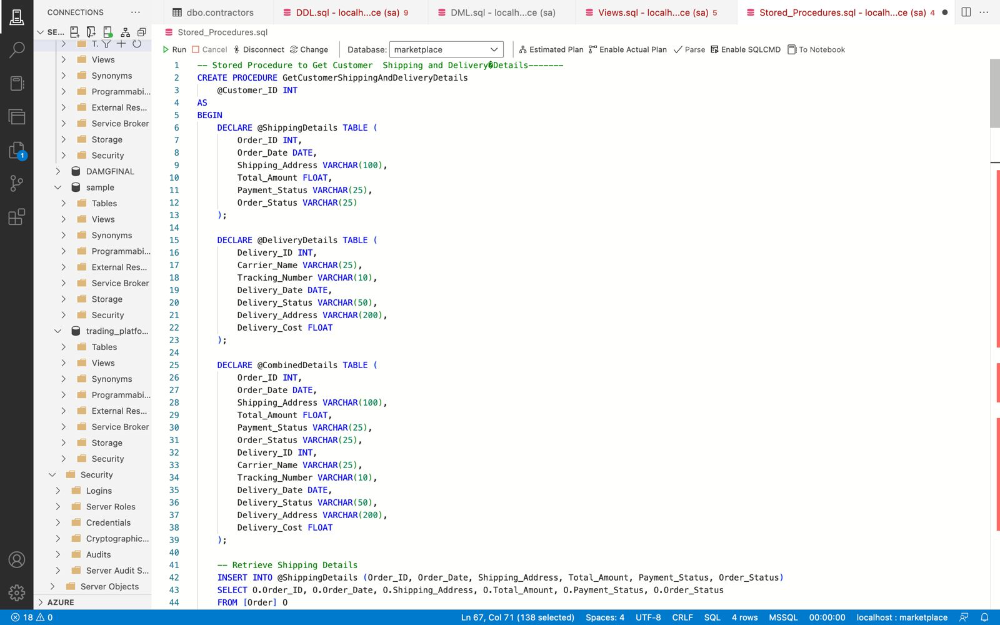 CONNECTIONS
SE...
T.
Views
Synonyms
Programmabi...
External Res...
Service Broker
Storage
Security
DAMGFINAL
sample
Tables
Views
Synonyms
Programmabi...
External Res...
Service Broker
Storage
Security
trading_platfo...
Tables
Views
Synonyms
Programmabi...
External Res...
Service Broker
Storage
Security
Security
Logins
Server Roles
Credentials
Cryptographic...
Audits
Server Audit S...
Server Objects
AZURE
1
dbo.contractors
DDL.sql - localh...ce (sa) 9
DML.sql - localh...ce (sa)
Views.sql - localh...ce (sa) 5
Stored_Procedures.sql - localh...ce (sa) 4
Stored_Procedures.sql
Run Cancel Disconnect Change Database: marketplace Estimated Plan Enable Actual Plan Parse Enable SQLCMD To Notebook
1 -- Stored Procedure to Get Customer  Shipping and Delivery�Details-------
2 CREATE PROCEDURE GetCustomerShippingAndDeliveryDetails
3     @Customer_ID INT
4 AS
5 BEGIN
6     DECLARE @ShippingDetails TABLE (
7         Order_ID INT,
8         Order_Date DATE,
9         Shipping_Address VARCHAR(100),
10         Total_Amount FLOAT,
11         Payment_Status VARCHAR(25),
12         Order_Status VARCHAR(25)
13     );
14
15     DECLARE @DeliveryDetails TABLE (
16         Delivery_ID INT,
17         Carrier_Name VARCHAR(25),
18         Tracking_Number VARCHAR(10),
19         Delivery_Date DATE,
20         Delivery_Status VARCHAR(50),
21         Delivery_Address VARCHAR(200),
22         Delivery_Cost FLOAT
23     );
24
25     DECLARE @CombinedDetails TABLE (
26         Order_ID INT,
27         Order_Date DATE,
28         Shipping_Address VARCHAR(100),
29         Total_Amount FLOAT,
30         Payment_Status VARCHAR(25),
31         Order_Status VARCHAR(25),
32         Delivery_ID INT,
33         Carrier_Name VARCHAR(25),
34         Tracking_Number VARCHAR(10),
35         Delivery_Date DATE,
36         Delivery_Status VARCHAR(50),
37         Delivery_Address VARCHAR(200),
38         Delivery_Cost FLOAT
39     );
40
41     -- Retrieve Shipping Details
42     INSERT INTO @ShippingDetails (Order_ID, Order_Date, Shipping_Address, Total_Amount, Payment_Status, Order_Status)
43     SELECT O.Order_ID, O.Order_Date, O.Shipping_Address, O.Total_Amount, O.Payment_Status, O.Order_Status
44     FROM [Order] O
18 0 Ln 67, Col 71 (138 selected) Spaces: 4 UTF-8 CRLF SQL 4 rows MSSQL 00:00:00 localhost : marketplace